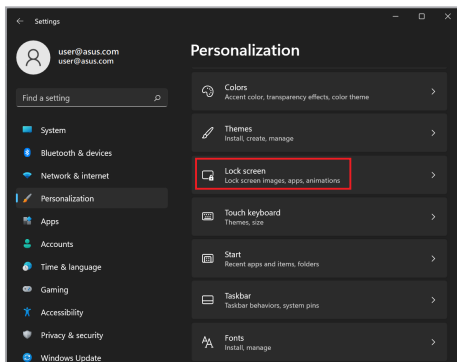 Settings
user@asus.com
user@asus.com
Find a setting
System
Bluetooth & devices
Network & internet
Personalization
Apps
Accounts
Time & language
Gaming
Accessibility
Privacy & security
Windows Update
Personalization
Colors
Accent color, transparency effects, color theme
Themes
Install, create, manage
Lock screen
Lock screen images, apps, animations
Touch keyboard
Themes, size
Start
Recent apps and items, folders
Taskbar
Taskbar behaviors, system pins
Fonts
Install, manage